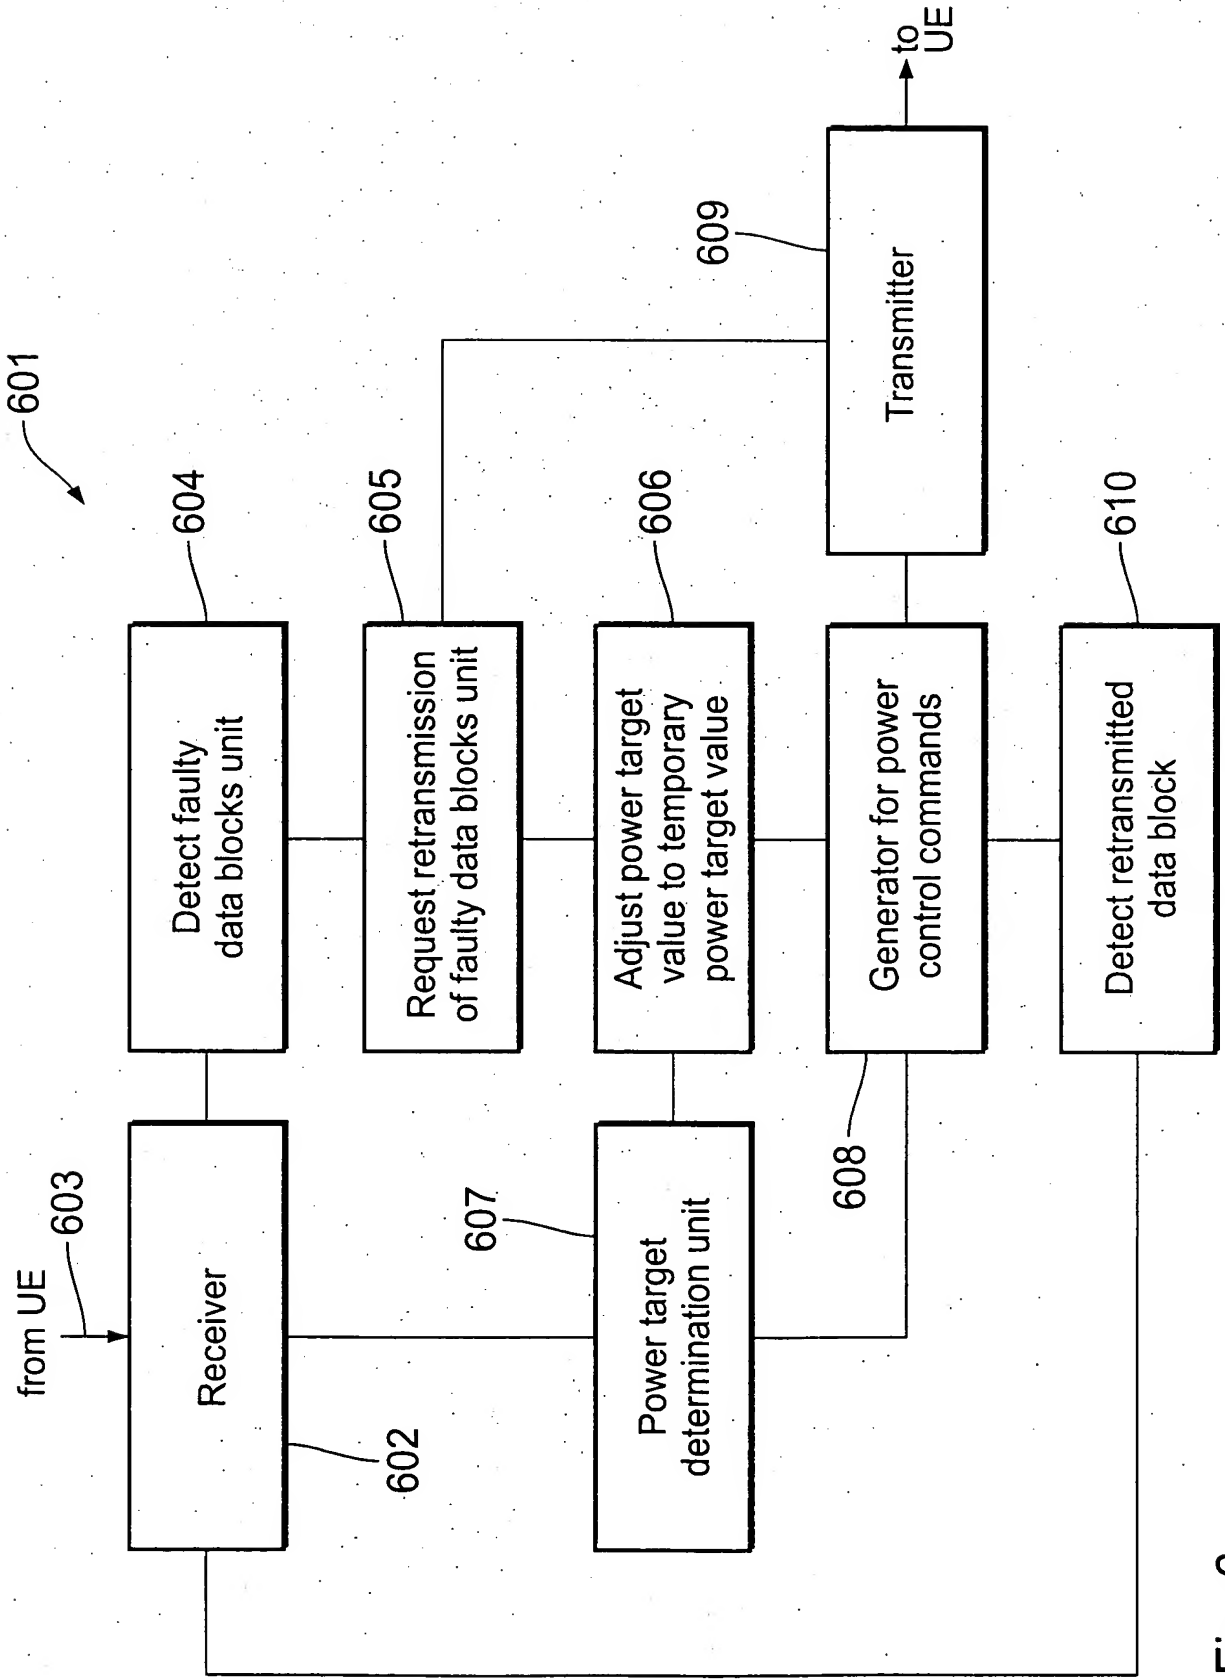 from UE
603
601
Receiver
Detect faulty
data blocks unit
604
602
Request retransmission
of faulty data blocks unit
605
607
Power target
determination unit
Adjust power target
value to temporary
power target value
606
609
608
Generator for power
control commands
Transmitter
to
UE
Detect retransmitted
data block
610